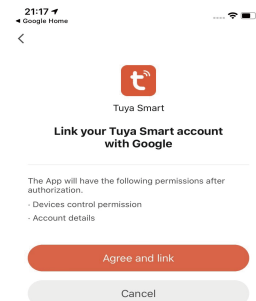 21:17
◀ Google Home
Tuya Smart
Link your Tuya Smart account
with Google
The App will have the following permissions after
authorization.
- Devices control permission
- Account details
Agree and link
Cancel